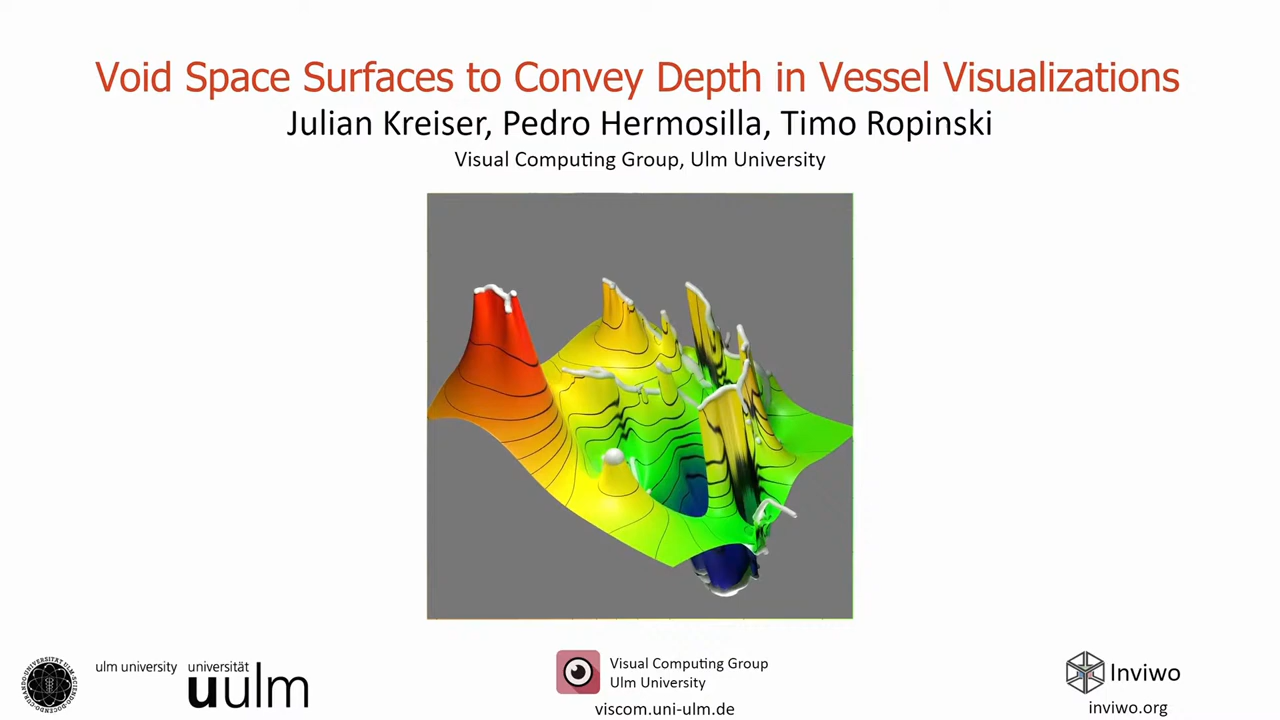 Void Space Surfaces to Convey Depth in Vessel Visualizations
Julian Kreiser, Pedro Hermosilla, Timo Ropinski
Visual Computing Group, Ulm University
ulm university universität
uulm
Visual Computing Group
Ulm University
viscom.uni-ulm.de
Inviwo
inviwo.org